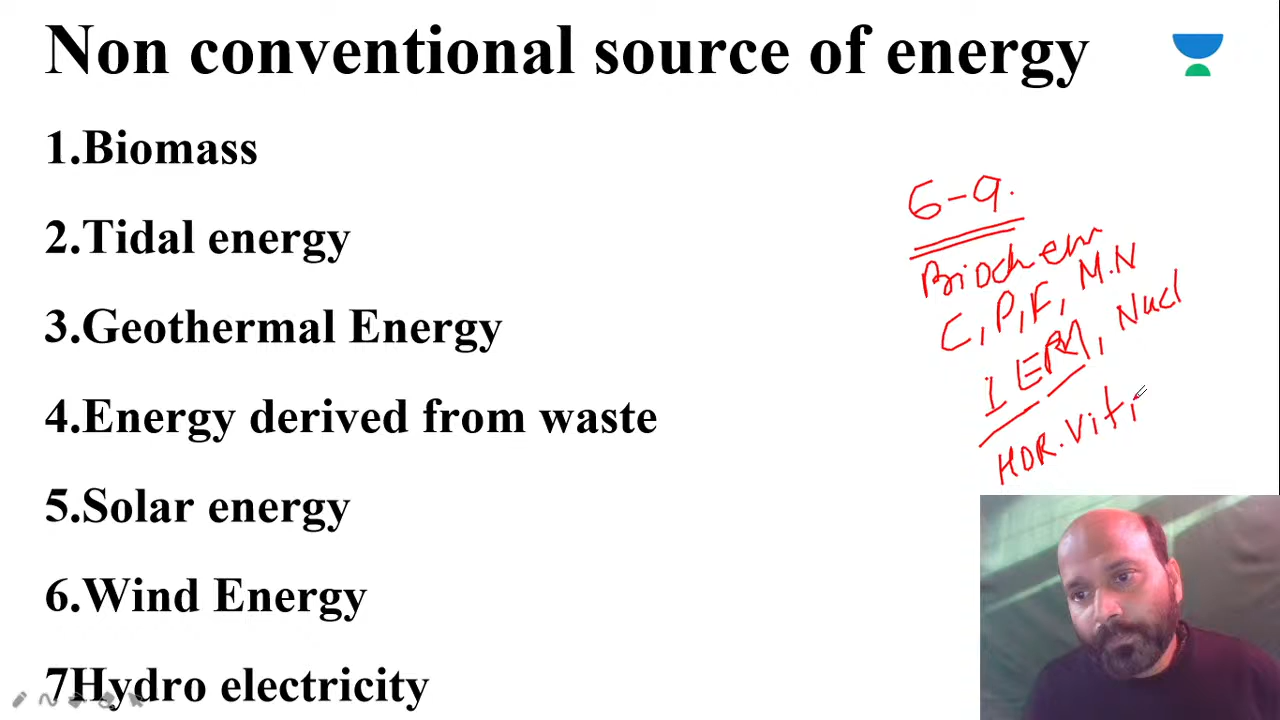 Non conventional source of energy
1.Biomass
2.Tidal energy
3.Geothermal Energy
4.Energy derived from waste
5.Solar energy
6.Wind Energy
7Hydro electricity
6-9.
Biochem
C, P, F, M.N
Nucl
HOR. Viti